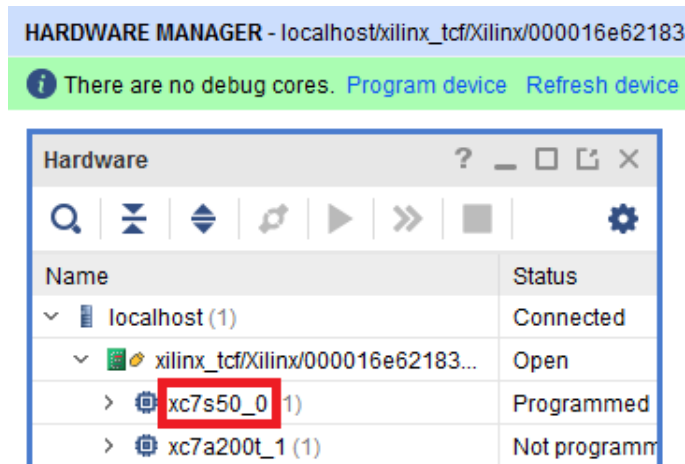 HARDWARE MANAGER - localhost/xilinx_tcf/Xilinx/000016e62183
There are no debug cores. Program device Refresh device
Hardware
Name Status
localhost (1) Connected
xilinx_tcf/Xilinx/000016e62183... Open
xc7s50_0 1) Programmed
xc7a200t_1 (1) Not programm